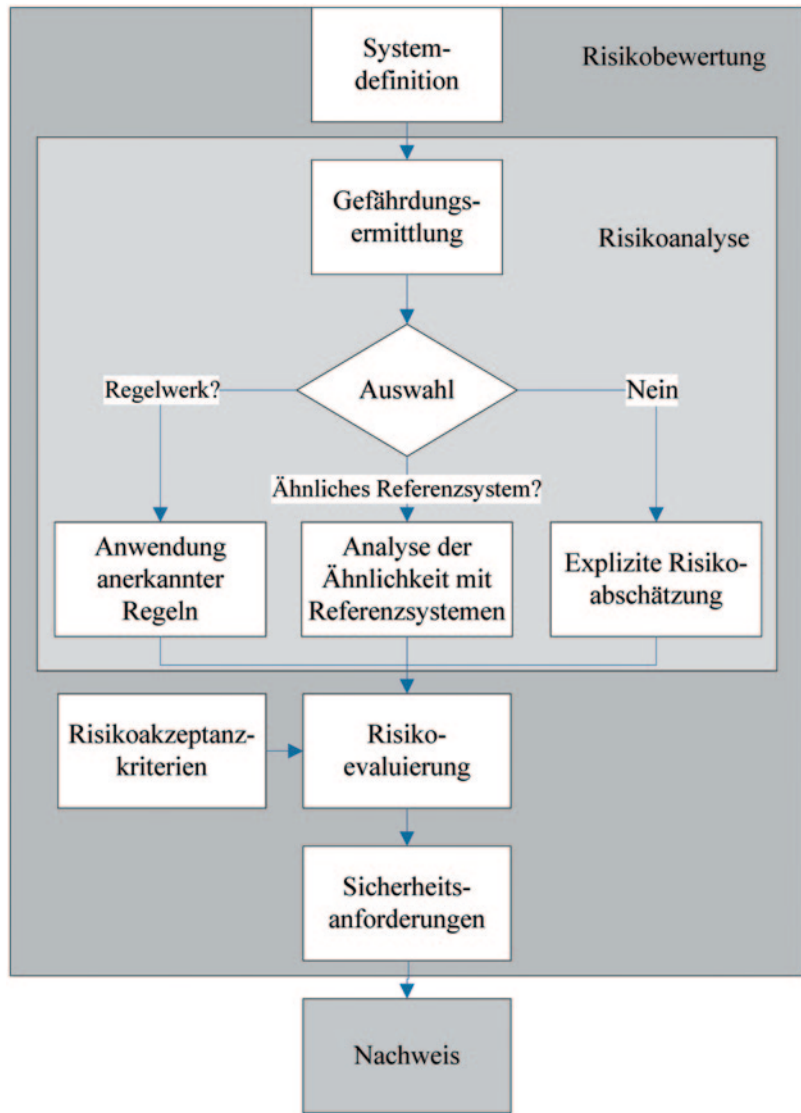 System-
definition
Risikobewertung
Gefährdungs-
ermittlung
Risikoanalyse
Regelwerk?
Auswahl
Nein
Ähnliches Referenzsystem?
Anwendung
anerkannter
Regeln
Analyse der
Ähnlichkeit mit
Referenzsystemen
Explizite Risiko-
abschätzung
Risikoakzeptanz-
kriterien
Risiko-
evaluierung
Sicherheits-
anforderungen
Nachweis